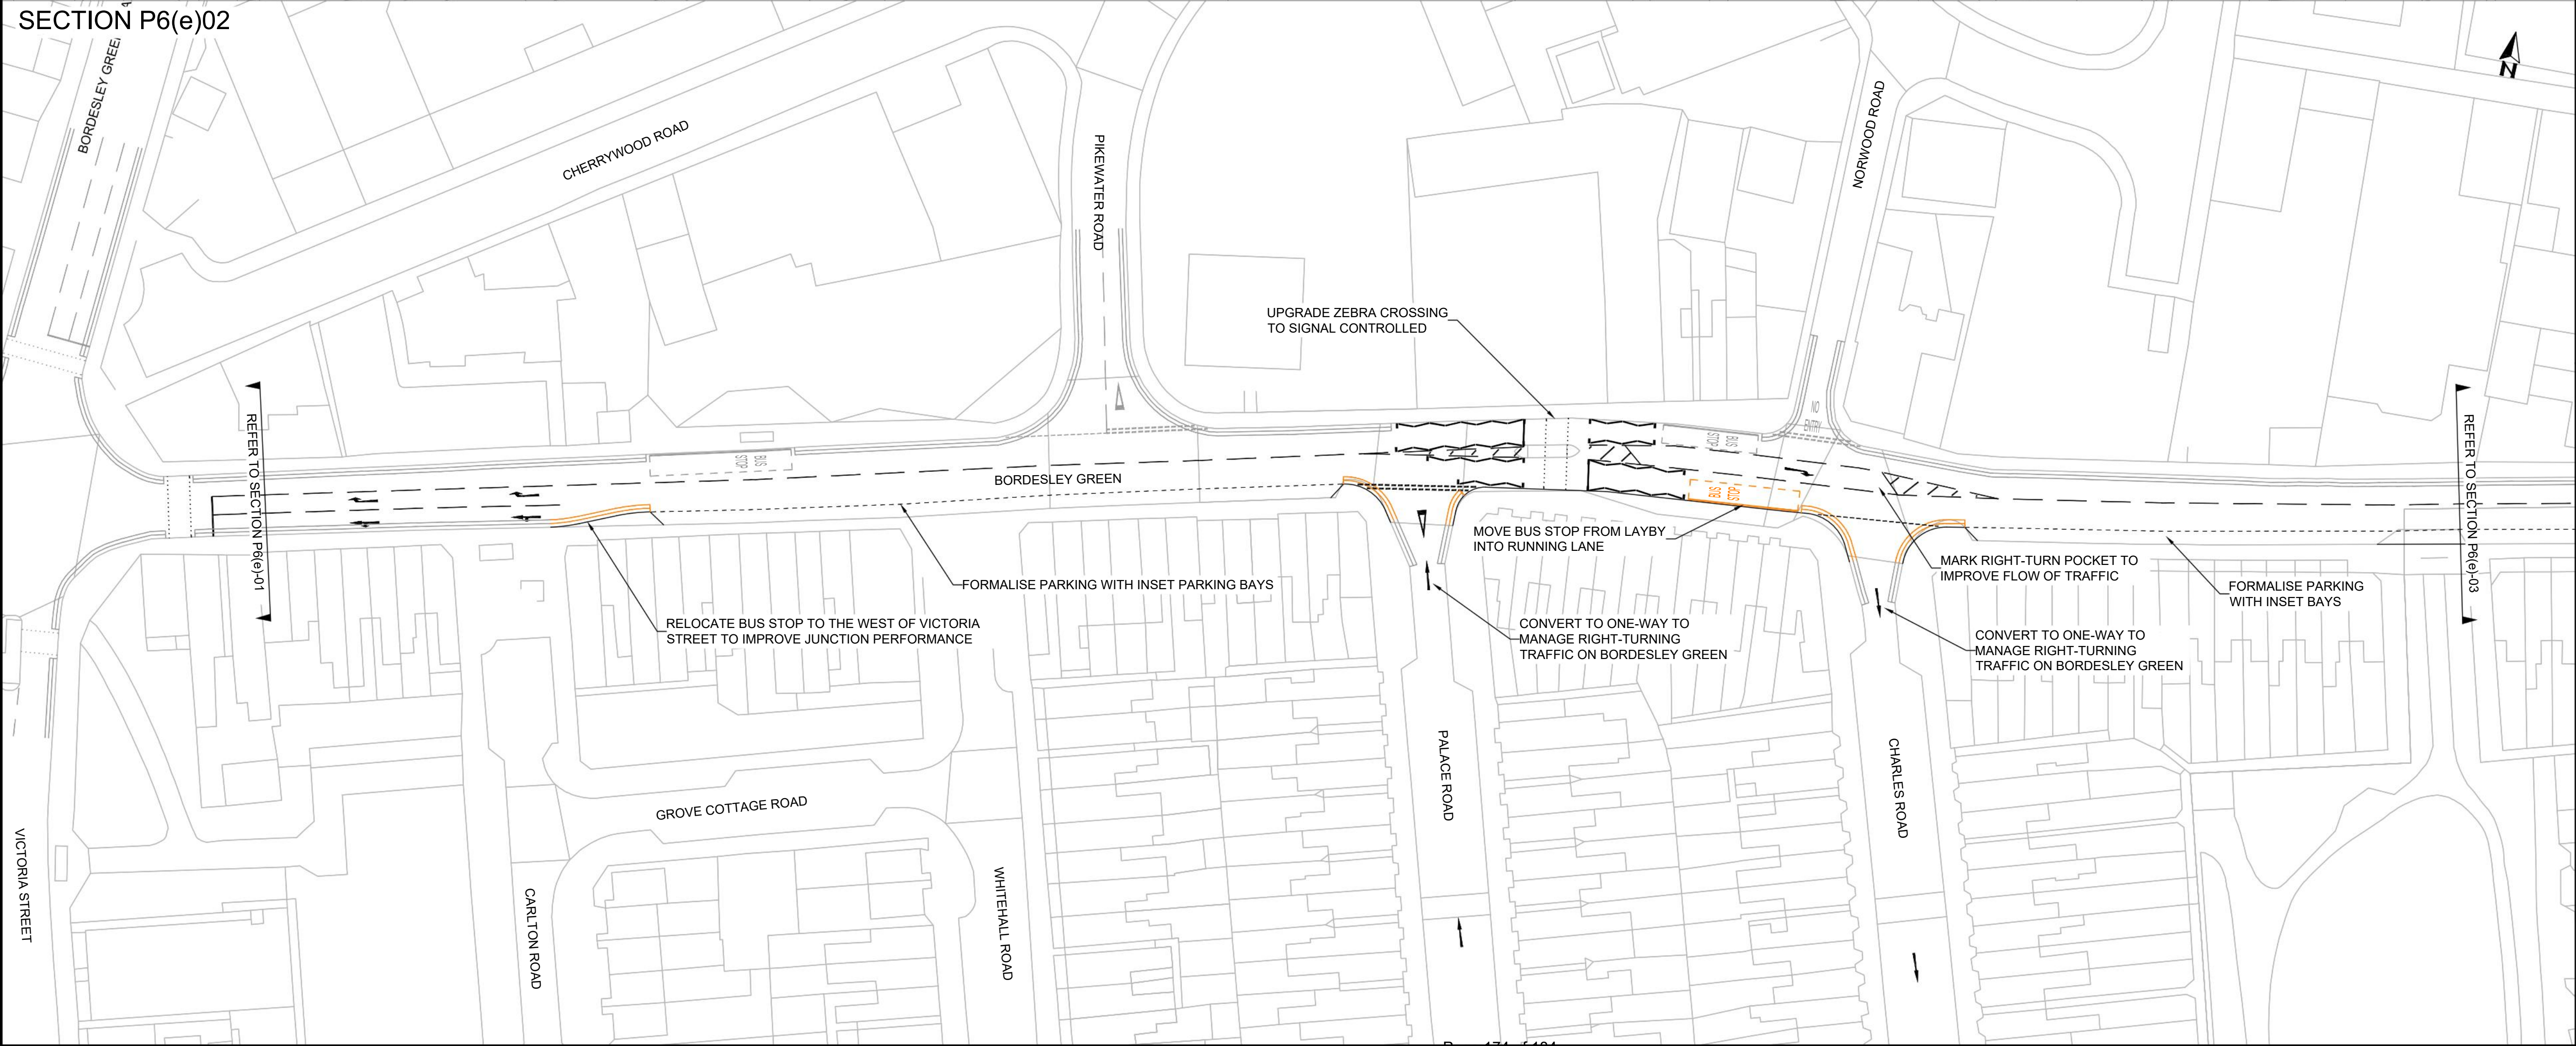 SECTION P6(e)02
BORDESLEY GREEN
CHERRYWOOD ROAD
PIKEWATER ROAD
NORWOOD ROAD
N
UPGRADE ZEBRA CROSSING
TO SIGNAL CONTROLLED
REFER TO SECTION P6(e)-01
BUS
STOP
BORDESLEY GREEN
BUS
STOP
NO
ENTRY
BUS
STOP
REFER TO SECTION P6(e)-03
MOVE BUS STOP FROM LAYBY
INTO RUNNING LANE
MARK RIGHT-TURN POCKET TO
IMPROVE FLOW OF TRAFFIC
FORMALISE PARKING WITH INSET PARKING BAYS
FORMALISE PARKING
WITH INSET BAYS
RELOCATE BUS STOP TO THE WEST OF VICTORIA
STREET TO IMPROVE JUNCTION PERFORMANCE
CONVERT TO ONE-WAY TO
MANAGE RIGHT-TURNING
TRAFFIC ON BORDESLEY GREEN
CONVERT TO ONE-WAY TO
MANAGE RIGHT-TURNING
TRAFFIC ON BORDESLEY GREEN
GROVE COTTAGE ROAD
PALACE ROAD
CHARLES ROAD
VICTORIA STREET
CARLTON ROAD
WHITEHALL ROAD